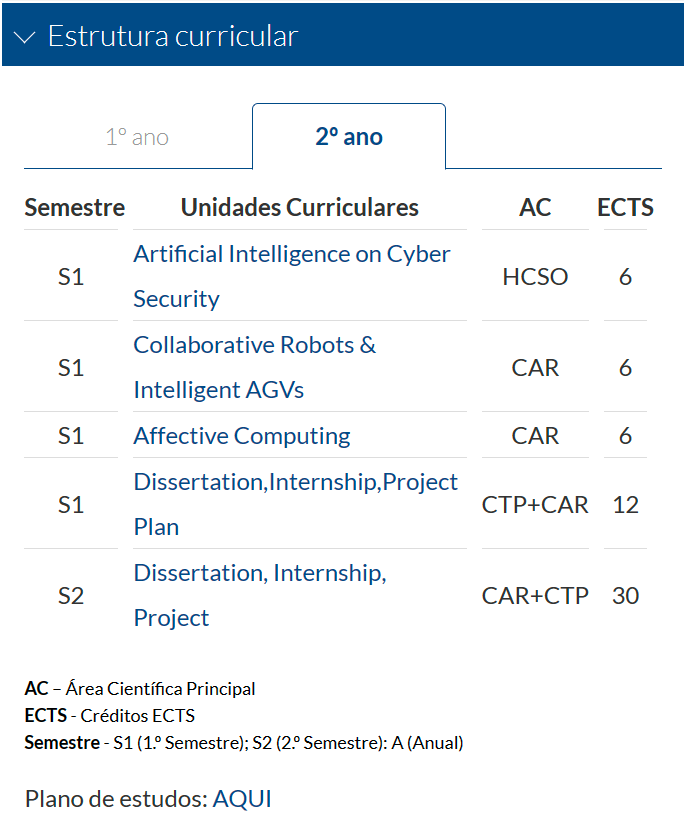 Estrutura curricular
1º ano
2º ano
Semestre Unidades Curriculares AC ECTS
S1 Artificial Intelligence on Cyber Security HCSO 6
S1 Collaborative Robots & Intelligent AGVs CAR 6
S1 Affective Computing CAR 6
S1 Dissertation,Internship,Project Plan CTP+CAR 12
S2 Dissertation, Internship, Project CAR+CTP 30
AC – Área Científica Principal
ECTS - Créditos ECTS
Semestre - S1 (1.º Semestre); S2 (2.º Semestre): A (Anual)
Plano de estudos: AQUI